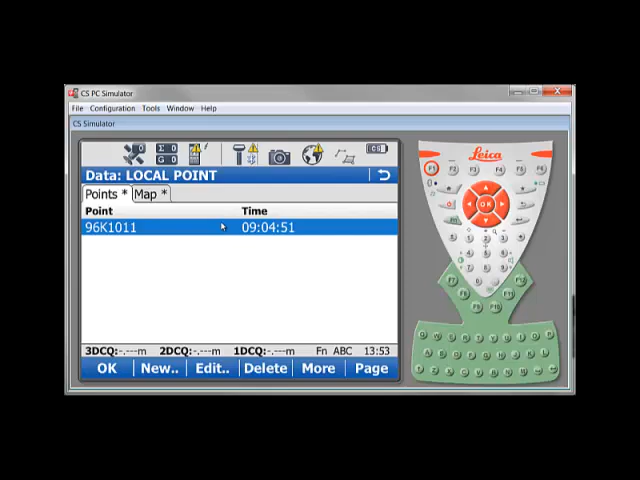 CS PC Simulator
File Configuration Tools Window Help
CS Simulator
Data: LOCAL POINT
Points * Map *
Point Time
96K1011 09:04:51
3DCQ:-.---m 2DCQ:-.---m 1DCQ:-.---m Fn ABC 13:53
OK New.. Edit.. Delete More Page
Leica
F1